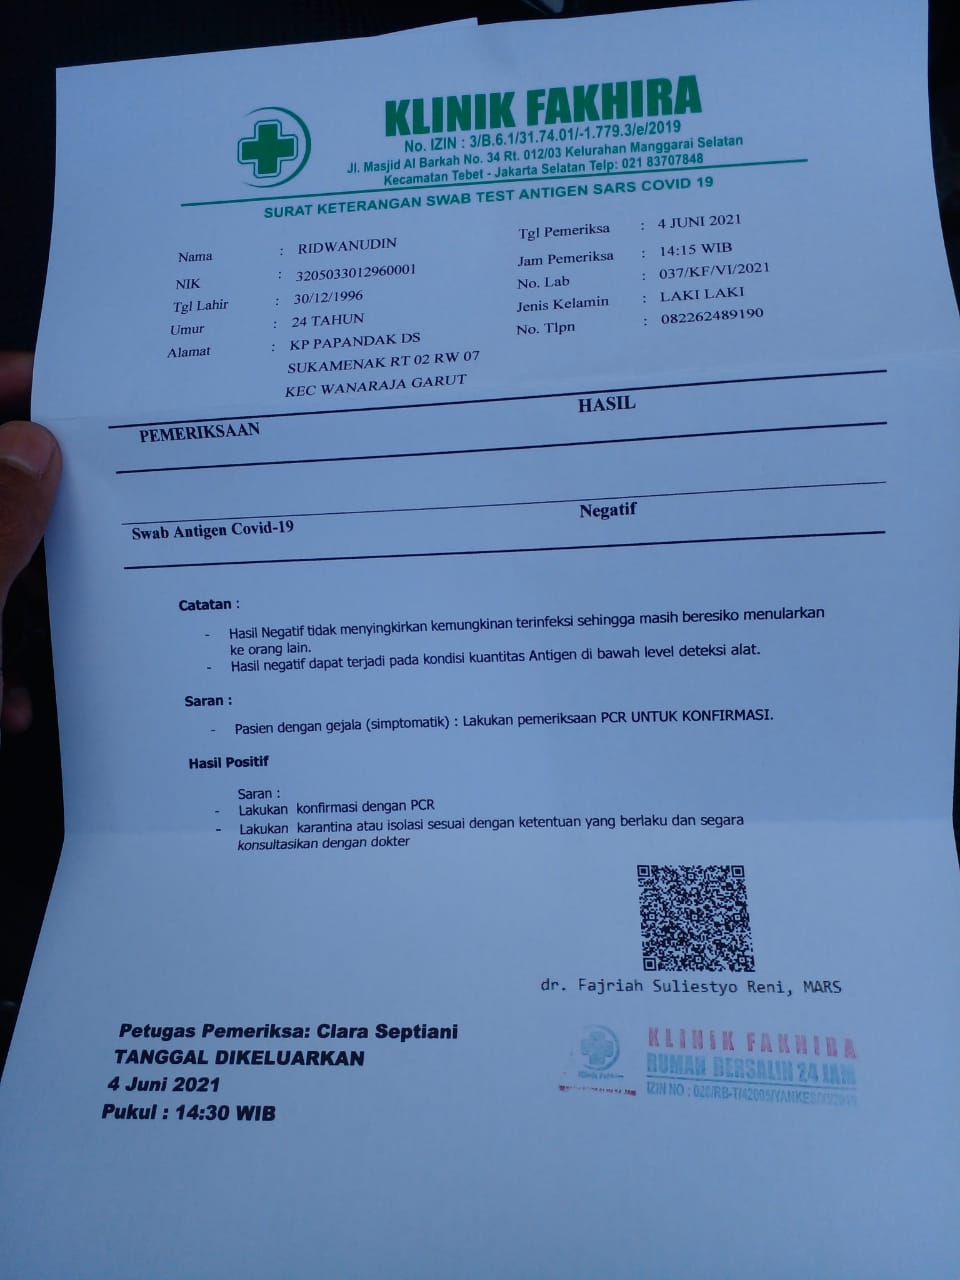 KLINIK FAKHIRA
No. IZIN : 3/B.6.1/31.74.01/-1.779.3/e/2019
Jl. Masjid Al Barkah No. 34 Rt. 012/03 Kelurahan Manggarai Selatan
Kecamatan Tebet - Jakarta Selatan Telp: 021 83707848
SURAT KETERANGAN SWAB TEST ANTIGEN SARS COVID 19
Nama : RIDWANUDIN
NIK : 3205033012960001
Tgl Lahir : 30/12/1996
Umur : 24 TAHUN
Alamat : KP PAPANDAK DS
SUKAMENAK RT 02 RW 07
KEC WANARAJA GARUT
Tgl Pemeriksa : 4 JUNI 2021
Jam Pemeriksa : 14:15 WIB
No. Lab : 037/KF/VI/2021
Jenis Kelamin : LAKI LAKI
No. Tlpn : 082262489190
PEMERIKSAAN HASIL
Swab Antigen Covid-19 Negatif
Catatan :
- Hasil Negatif tidak menyingkirkan kemungkinan terinfeksi sehingga masih beresiko menularkan
ke orang lain.
- Hasil negatif dapat terjadi pada kondisi kuantitas Antigen di bawah level deteksi alat.
Saran :
- Pasien dengan gejala (simptomatik) : Lakukan pemeriksaan PCR UNTUK KONFIRMASI.
Hasil Positif
Saran :
- Lakukan konfirmasi dengan PCR
- Lakukan karantina atau isolasi sesuai dengan ketentuan yang berlaku dan segara
konsultasikan dengan dokter
dr. Fajriah Suliestyo Reni, MARS
Petugas Pemeriksa: Clara Septiani
TANGGAL DIKELUARKAN
4 Juni 2021
Pukul : 14:30 WIB
KLINIK FAKHIRA
RUMAH BERSALIN 24 JAM
IZIN NO :